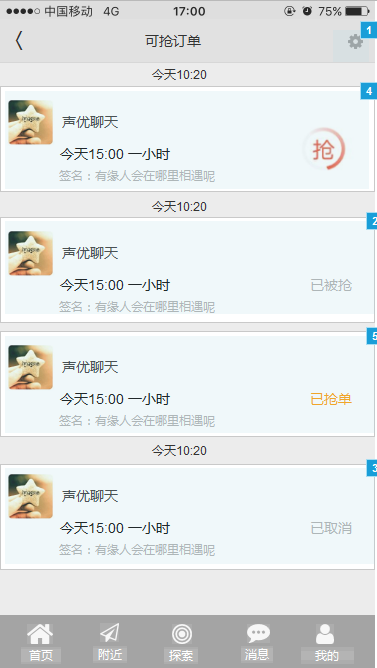 中国移动 4G 17:00 75%
1
可抢订单
今天10:20
4
声优聊天
今天15:00 一小时
抢
签名：有缘人会在哪里相遇呢
今天10:20
2
声优聊天
今天15:00 一小时 已被抢
签名：有缘人会在哪里相遇呢
5
声优聊天
今天15:00 一小时 已抢单
签名：有缘人会在哪里相遇呢
今天10:20
3
声优聊天
今天15:00 一小时 已取消
签名：有缘人会在哪里相遇呢
首页 附近 探索 消息 我的